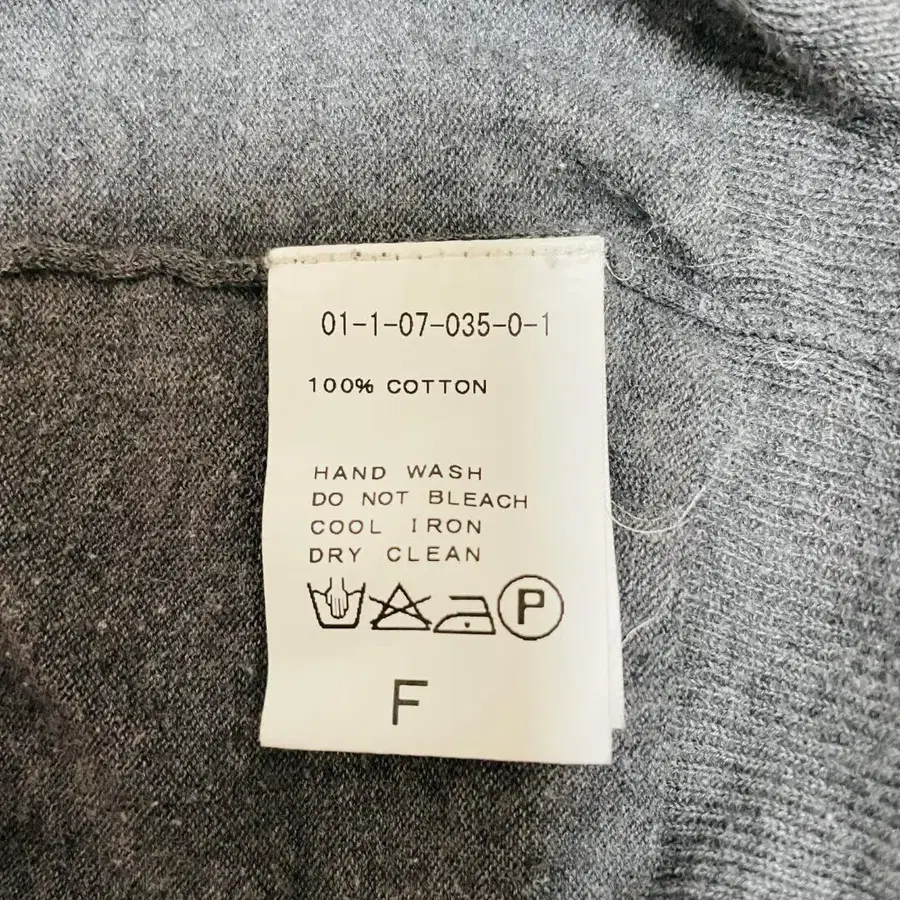 01-1-07-035-0-1
100% COTTON
HAND WASH
DO NOT BLEACH
COOL IRON
DRY CLEAN
P
F